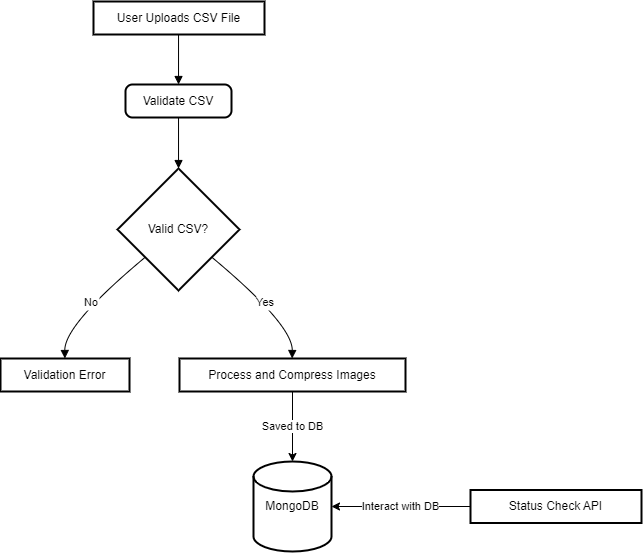 User Uploads CSV File
Validate CSV
Valid CSV?
No
Yes
Validation Error
Process and Compress Images
Saved to DB
MongoDB
Interact with DB
Status Check API